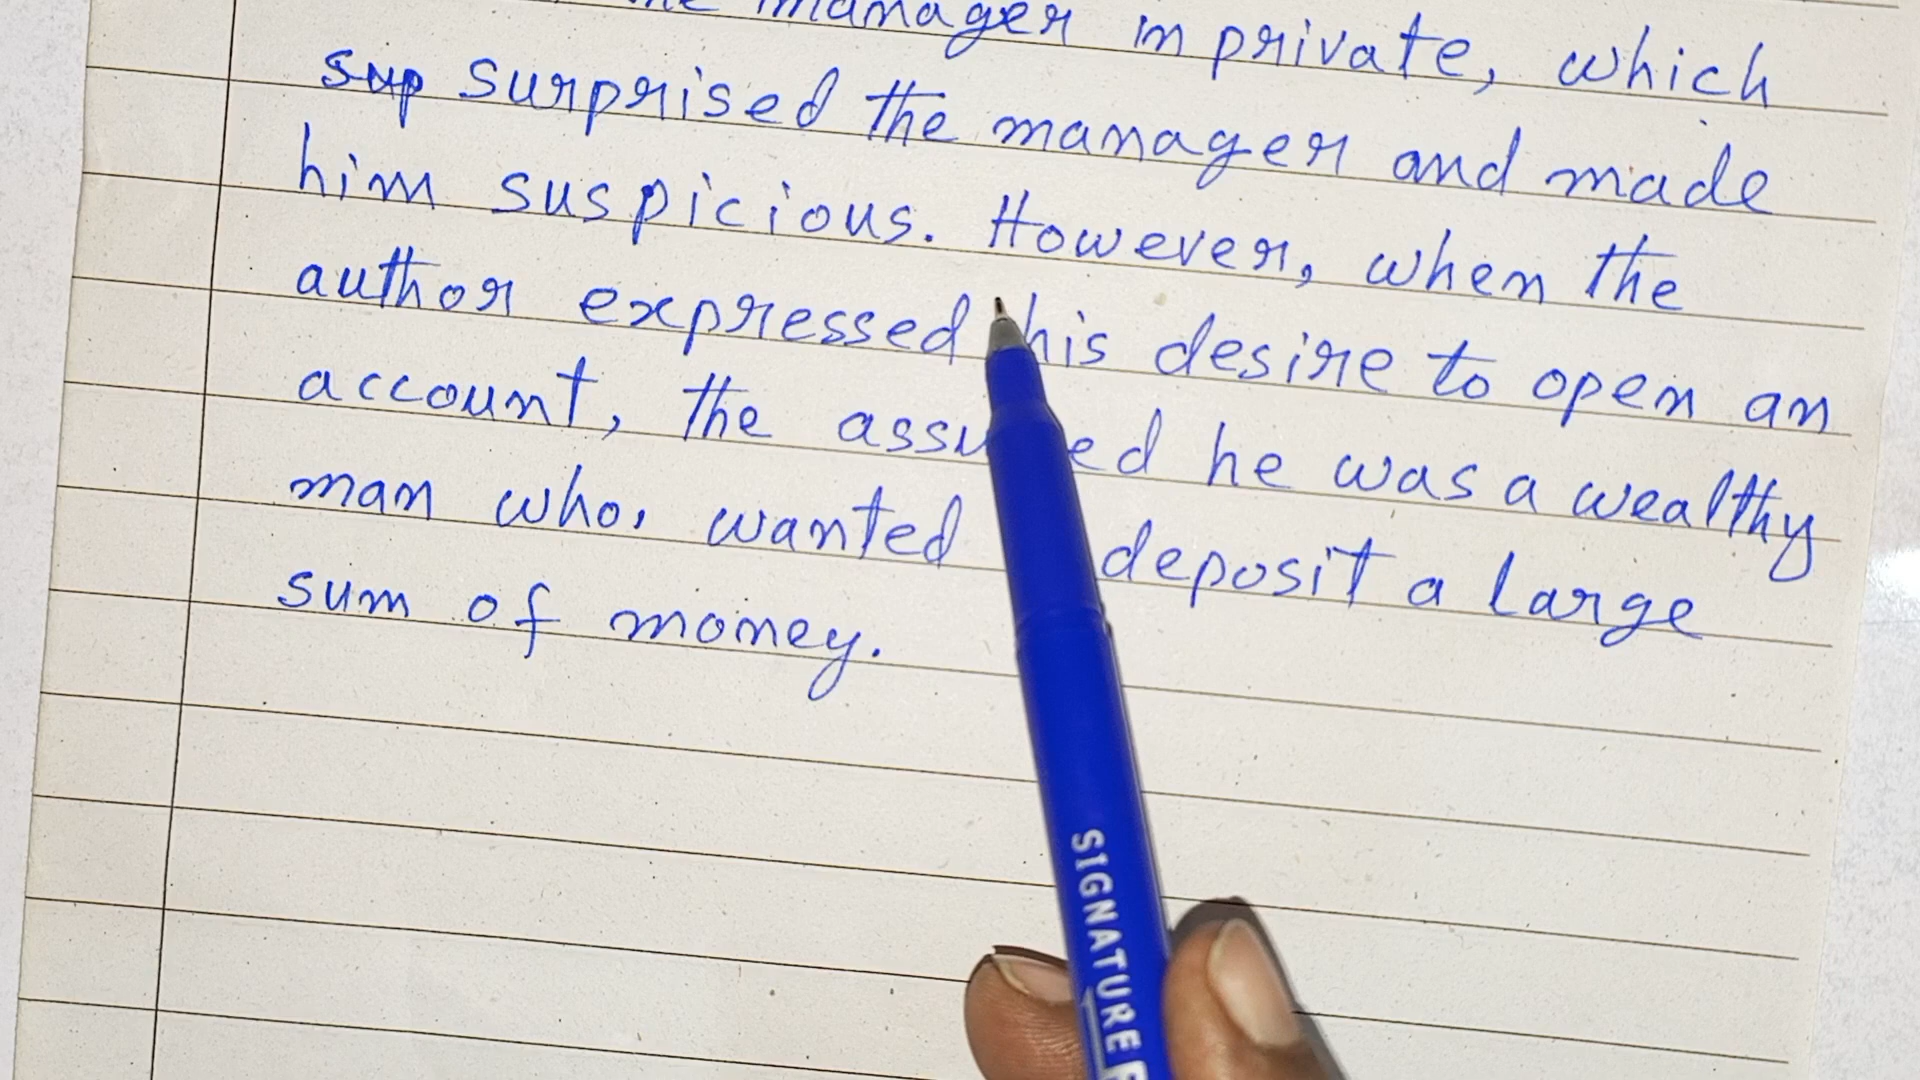 manager in private, which
sup surprised the manager and made
him suspicious. However, when the
author expressed his desire to open an
account, the assu ed he was a wealthy
man who, wanted deposit a large
sum of money.
SIGNATURE